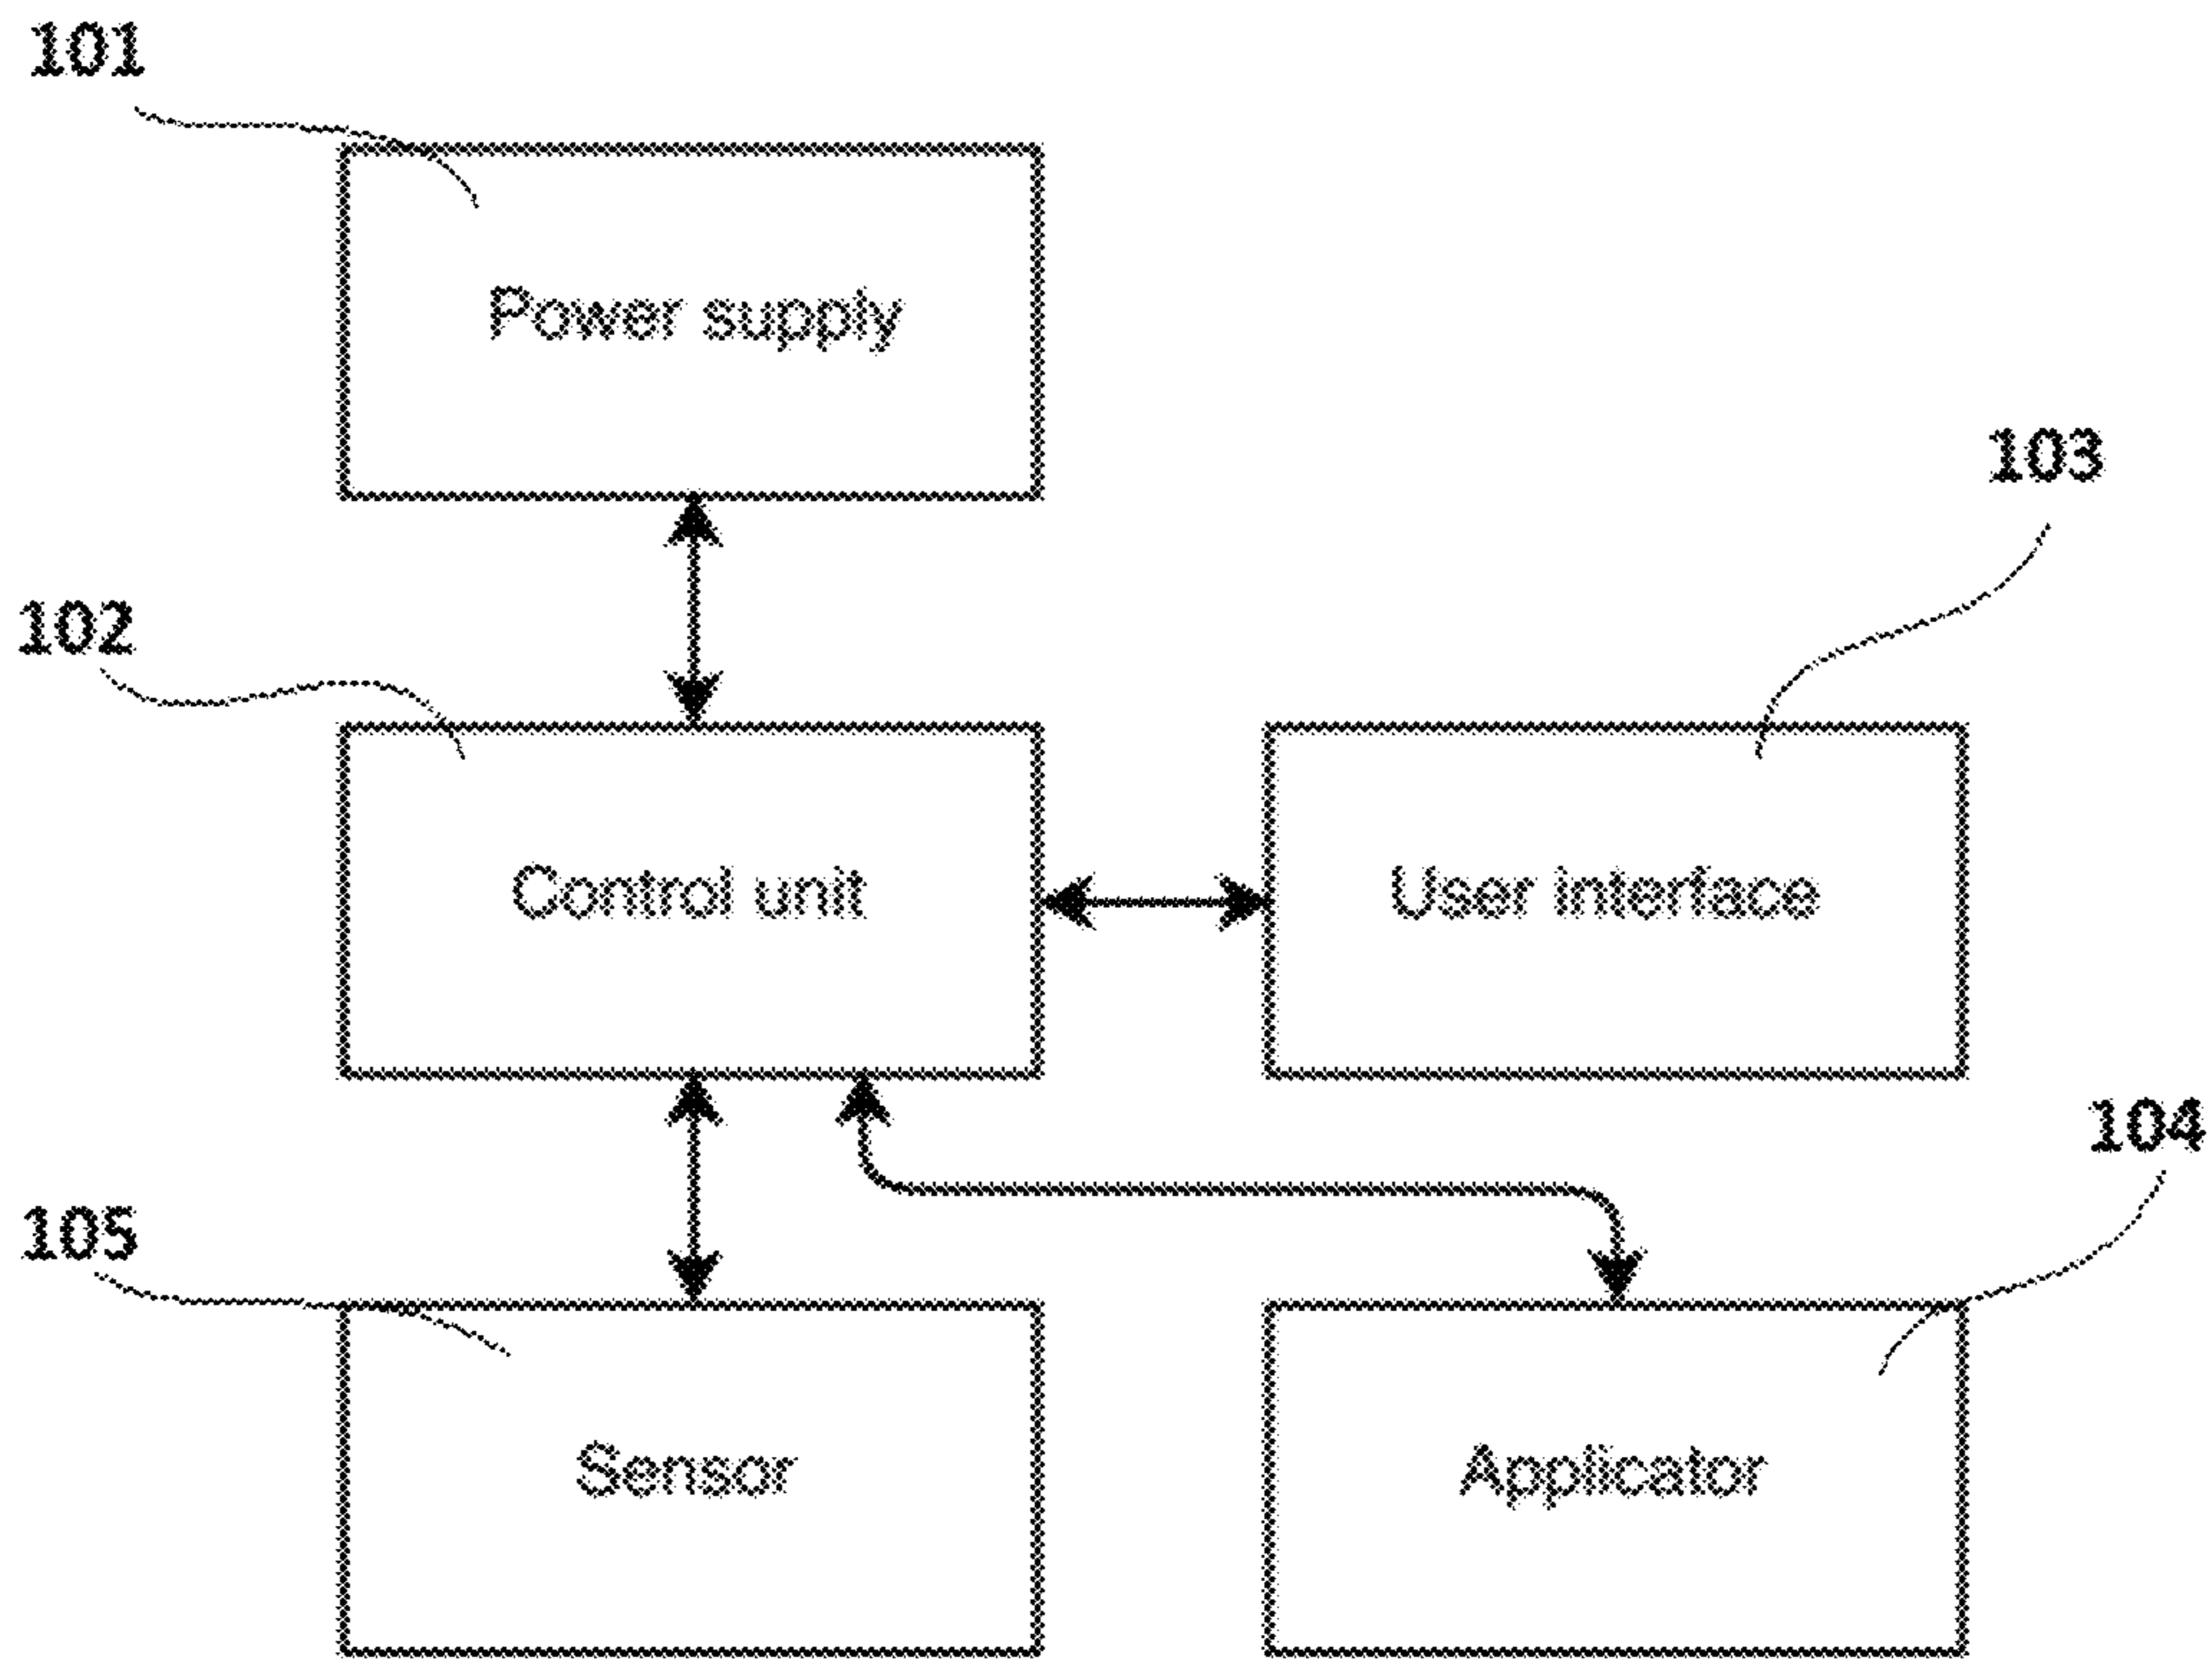 101
Power supply
103
102
Control unit
User interface
104
105
Sensor
Applicator